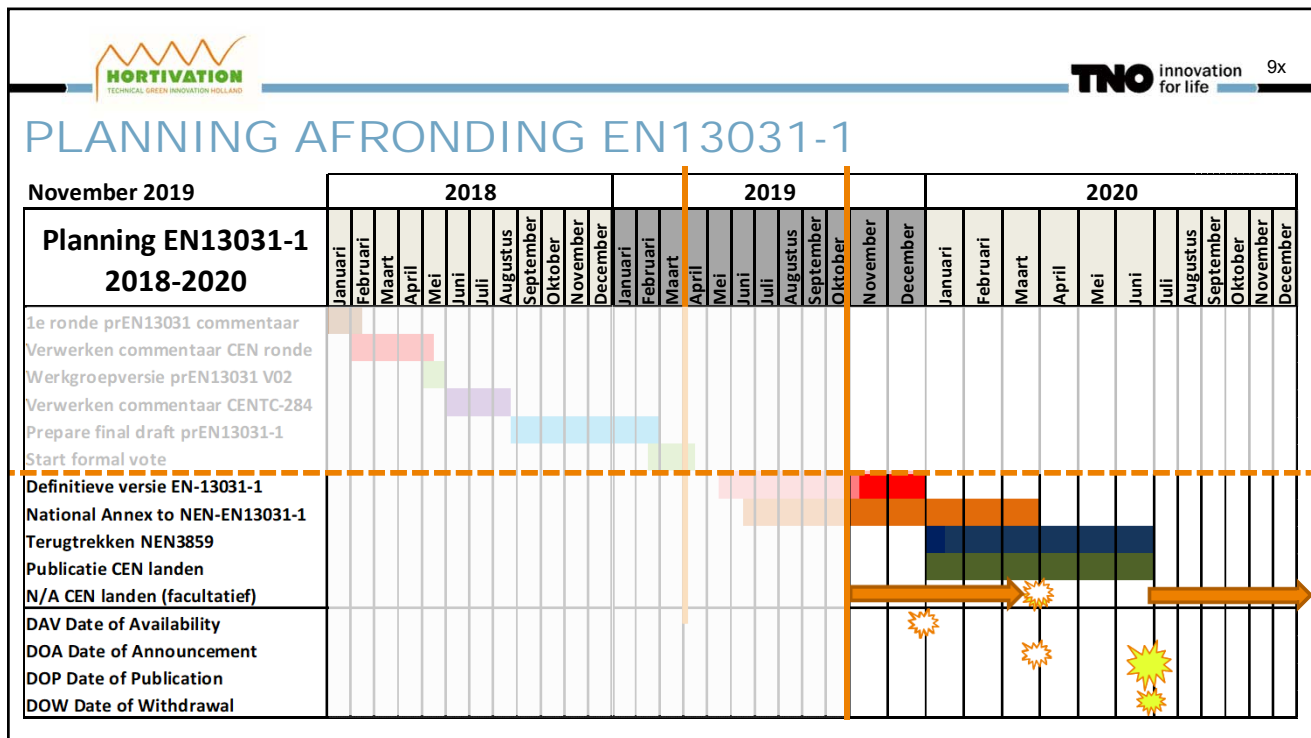 HORTIVATION
TECHNICAL GREEN INNOVATION HOLLAND
TNO innovation for life
9x
PLANNING AFRONDING EN13031-1
November 2019 2018 2019 2020
Planning EN13031-1
2018-2020
Januari Februari Maart April Mei Juni Juli Augustus September Oktober November December Januari Februari Maart April Mei Juni Juli Augustus September Oktober November December Januari Februari Maart April Mei Juni Juli Augustus September Oktober November December
1e ronde prEN13031 commentaar
Verwerken commentaar CEN ronde
Werkgroepversie prEN13031 V02
Verwerken commentaar CENTC-284
Prepare final draft prEN13031-1
Start formal vote
Definitieve versie EN-13031-1
National Annex to NEN-EN13031-1
Terugtrekken NEN3859
Publicatie CEN landen
N/A CEN landen (facultatief)
DAV Date of Availability
DOA Date of Announcement
DOP Date of Publication
DOW Date of Withdrawal